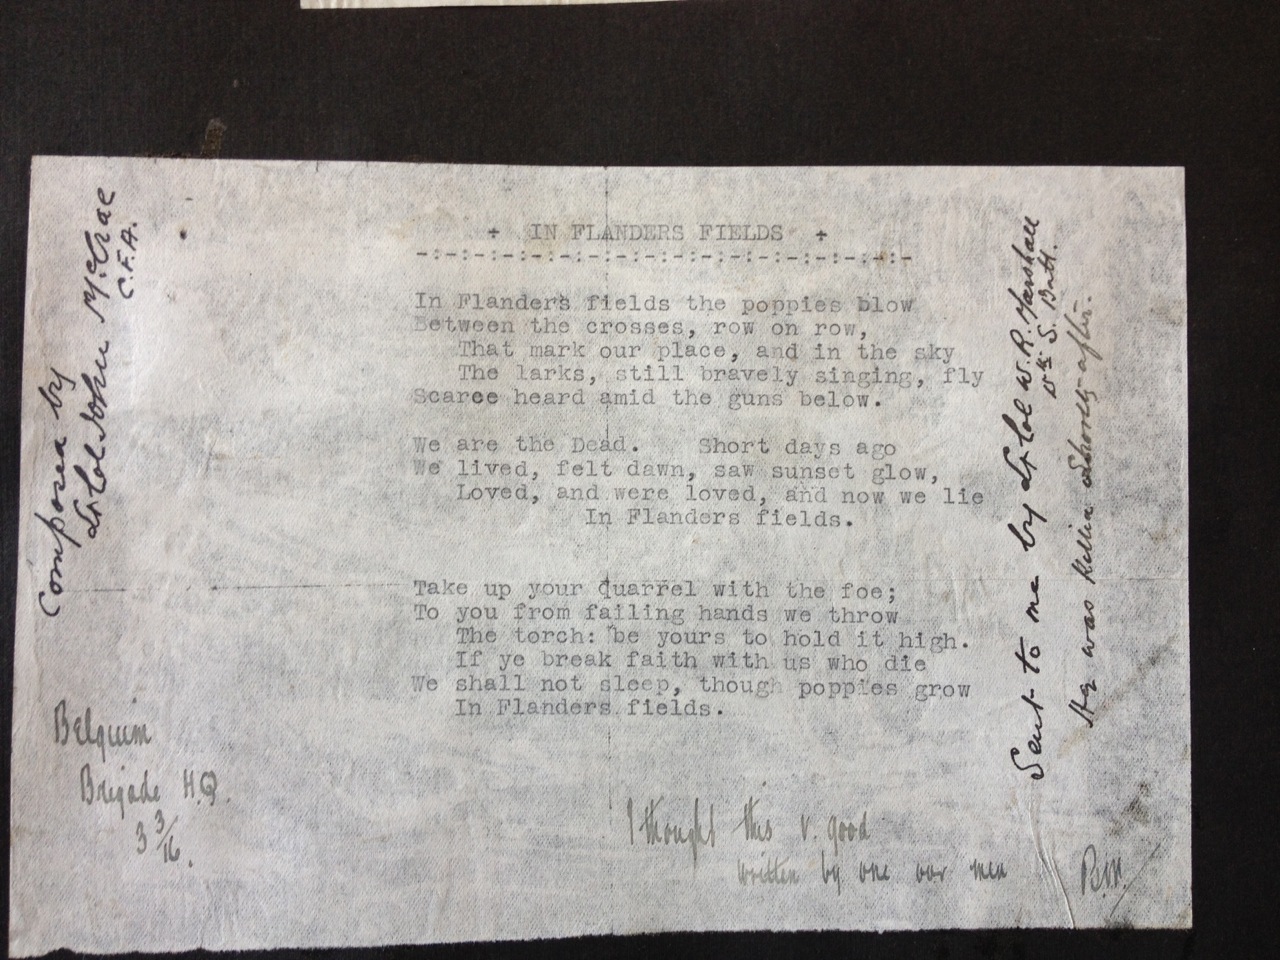 + IN FLANDERS FIELDS +
-:-:-:-:-:-:-:-:-:-:-:-:-:-:-:-:-:-
In Flanders fields the poppies blow
Between the crosses, row on row,
That mark our place, and in the sky
The larks, still bravely singing, fly
Scarce heard amid the guns below.
We are the Dead. Short days ago
We lived, felt dawn, saw sunset glow,
Loved, and were loved, and now we lie
In Flanders fields.
Take up your quarrel with the foe;
To you from failing hands we throw
The torch: be yours to hold it high.
If ye break faith with us who die
We shall not sleep, though poppies grow
In Flanders fields.
Composed by
Lt Col John McCrae
C.F.A.
Belguim
Brigade H.Q.
3 3/16.
I thought this v. good
written by one our men
B.M.
Sent to me by Lt Col W.R. Marshall
15th Batt.
He was killed shortly after.